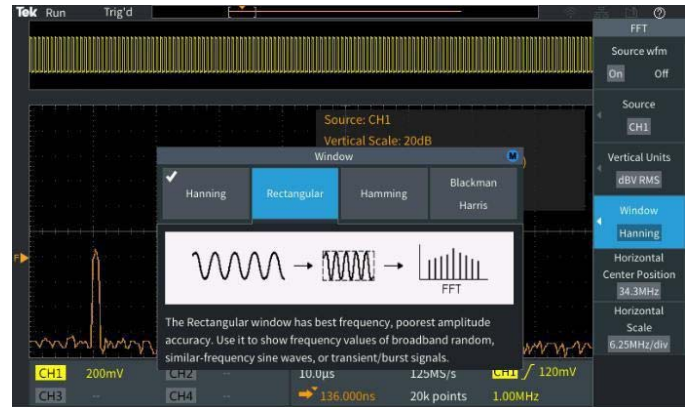 Tek Run Trig'd
FFT
Source wfm
On Off
Source
CH1
Vertical Units
dBV RMS
Window
Hanning
Horizontal
Center Position
34.3MHz
Horizontal
Scale
6.25MHz/div
Source: CH1
Vertical Scale: 20dB
Window M
Hanning Rectangular Hamming Blackman
Harris
FFT
The Rectangular window has best frequency, poorest amplitude
accuracy. Use it to show frequency values of broadband random,
similar-frequency sine waves, or transient/burst signals.
F
CH1 200mV CH2 -- 10.0µs 125MS/s CH1 120mV
CH3 -- CH4 -- 136.000ns 20k points 1.00MHz